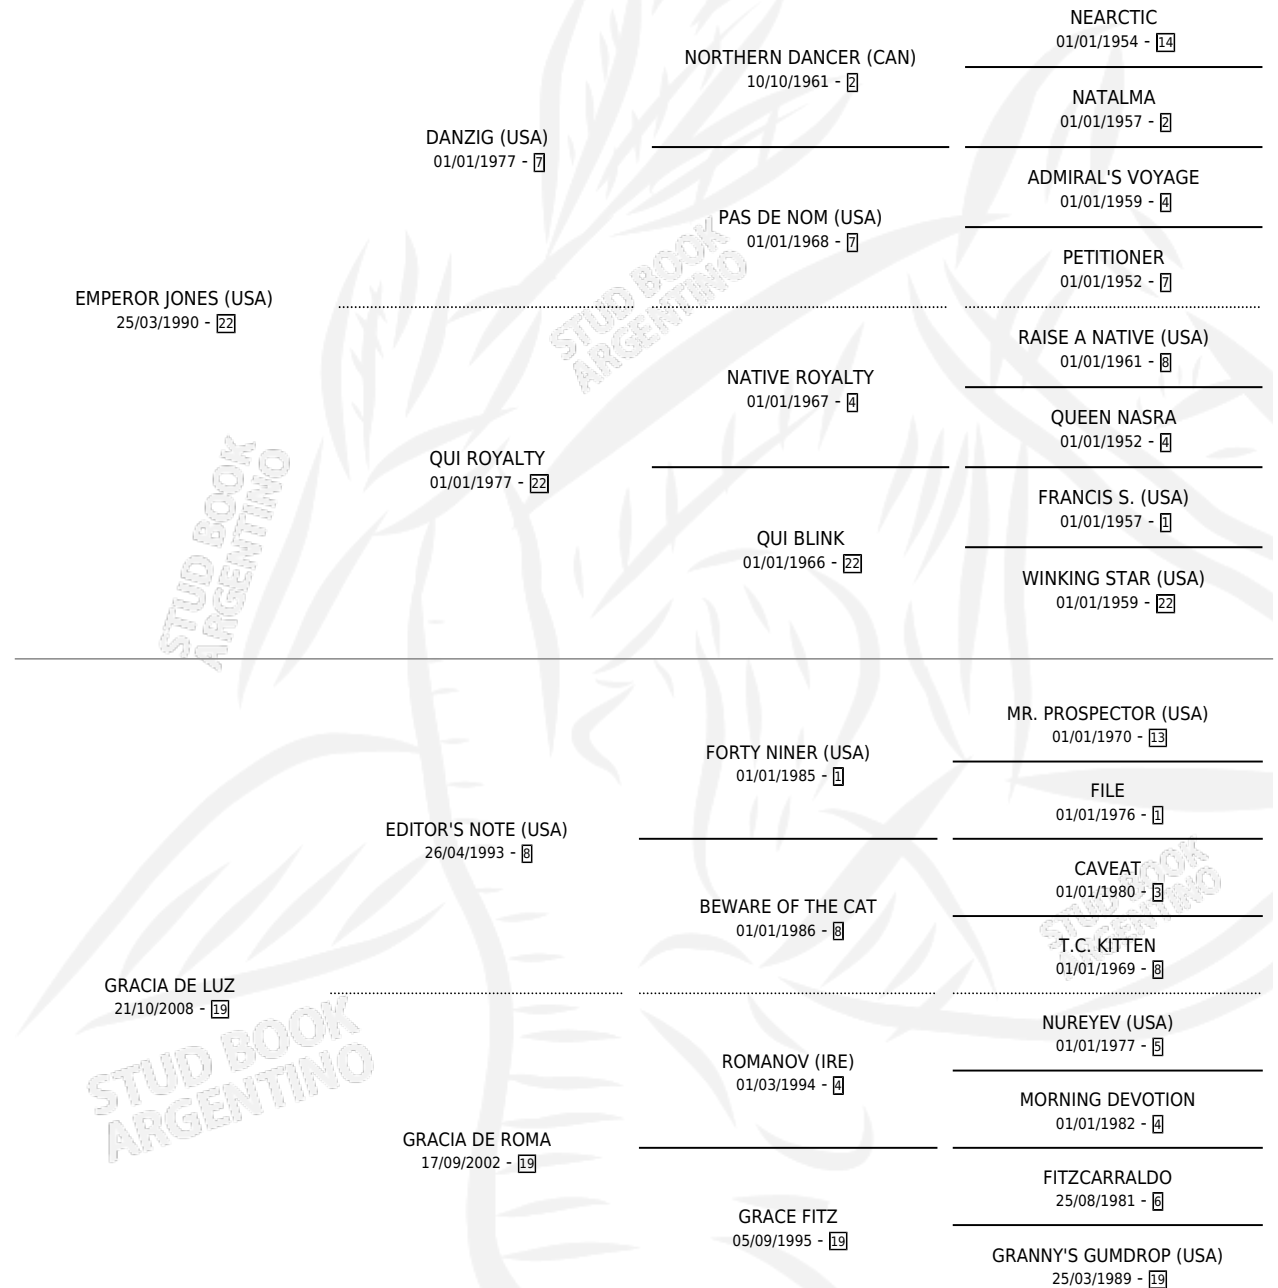 NEARCTIC
01/01/1954 - 14
NORTHERN DANCER (CAN)
10/10/1961 - 2
NATALMA
01/01/1957 - 2
DANZIG (USA)
01/01/1977 - 7
ADMIRAL'S VOYAGE
01/01/1959 - 4
PAS DE NOM (USA)
01/01/1968 - 7
PETITIONER
01/01/1952 - 7
EMPEROR JONES (USA)
25/03/1990 - 22
STUD BOOK
ARGENTINO
RAISE A NATIVE (USA)
01/01/1961 - 8
NATIVE ROYALTY
01/01/1967 - 4
QUEEN NASRA
01/01/1952 - 4
QUI ROYALTY
01/01/1977 - 22
FRANCIS S. (USA)
01/01/1957 - 1
QUI BLINK
01/01/1966 - 22
WINKING STAR (USA)
01/01/1959 - 22
STUD BOOK
ARGENTINO
MR. PROSPECTOR (USA)
01/01/1970 - 13
FORTY NINER (USA)
01/01/1985 - 1
FILE
01/01/1976 - 1
EDITOR'S NOTE (USA)
26/04/1993 - 8
CAVEAT
01/01/1980 - 3
BEWARE OF THE CAT
01/01/1986 - 8
T.C. KITTEN
01/01/1969 - 8
STUD BOOK
ARGENTINO
GRACIA DE LUZ
21/10/2008 - 19
NUREYEV (USA)
01/01/1977 - 5
ROMANOV (IRE)
01/03/1994 - 4
MORNING DEVOTION
01/01/1982 - 4
STUD BOOK
ARGENTINO
GRACIA DE ROMA
17/09/2002 - 19
FITZCARRALDO
25/08/1981 - 6
GRACE FITZ
05/09/1995 - 19
GRANNY'S GUMDROP (USA)
25/03/1989 - 19